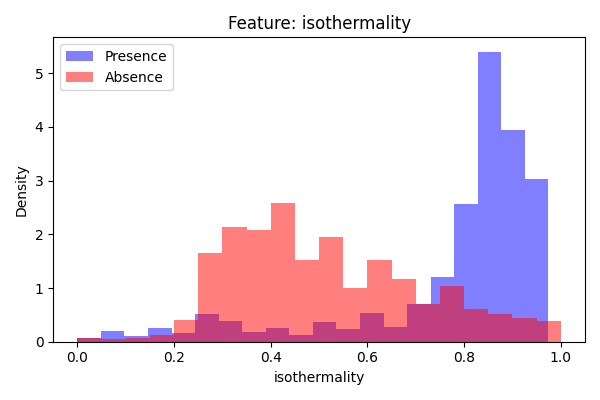 Feature: isothermality
Presence
Absence
Density
5
4
3
2
1
0
0.0 0.2 0.4 0.6 0.8 1.0
isothermality